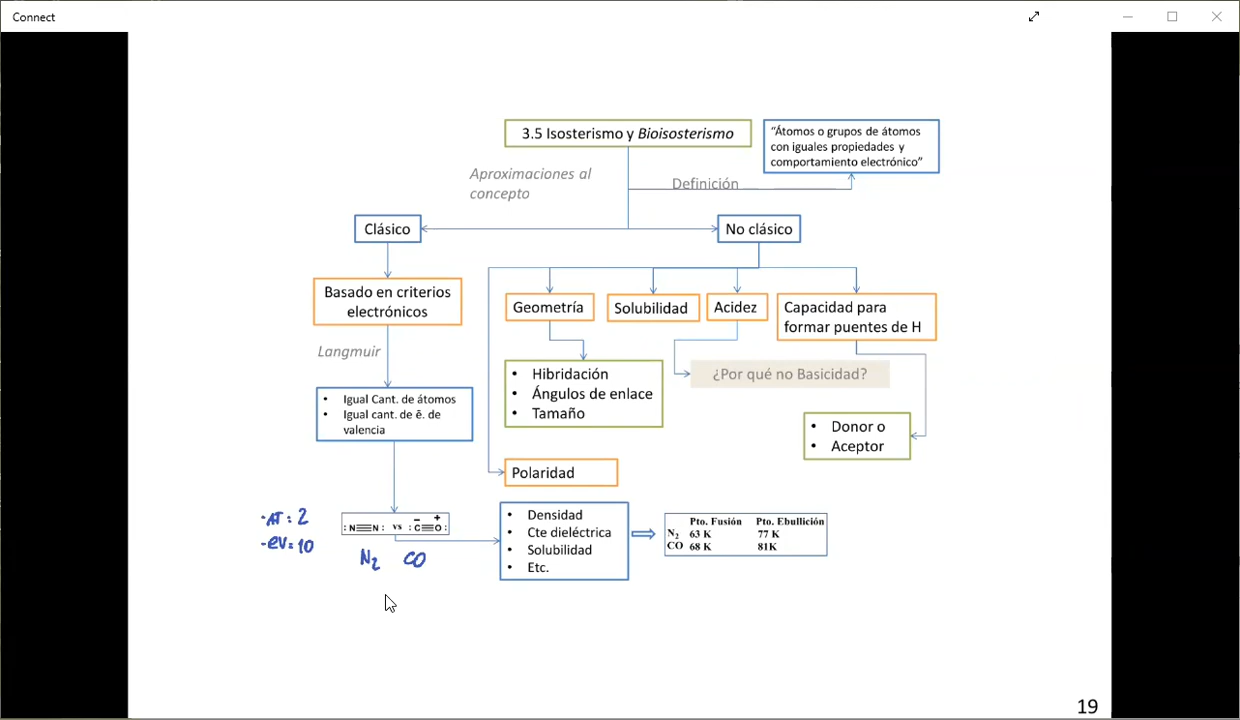 Connect
3.5 Isosterismo y Bioisosterismo
"Átomos o grupos de átomos
con iguales propiedades y
comportamiento electrónico"
Aproximaciones al
concepto
Definición
Clásico
No clásico
Basado en criterios
electrónicos
Geometría
Solubilidad
Acidez
Capacidad para
formar puentes de H
Langmuir
• Hibridación
• Ángulos de enlace
• Tamaño
¿Por qué no Basicidad?
• Igual Cant. de átomos
• Igual cant. de ē. de
valencia
• Donor o
• Aceptor
Polaridad
-AT: 2
-eV=10
:N≡N: vs :C≡O:
− +
N₂ CO
• Densidad
• Cte dieléctrica
• Solubilidad
• Etc.
Pto. Fusión Pto. Ebullición
N₂ 63 K 77 K
CO 68 K 81K
19